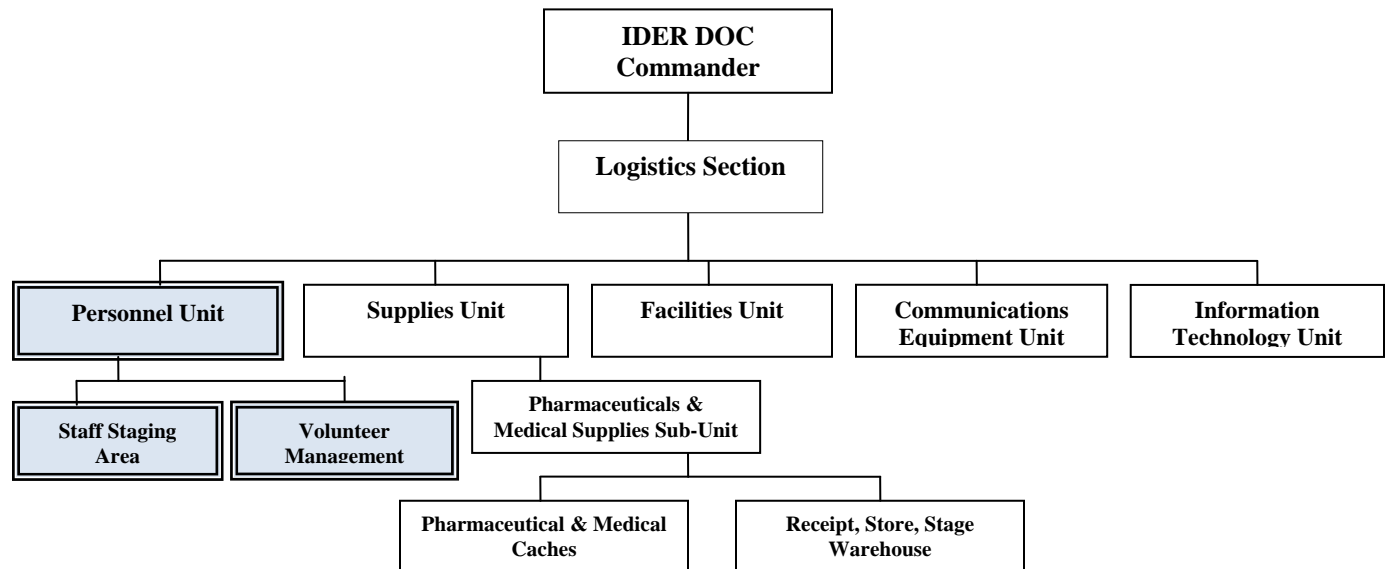 IDER DOC
Commander
Logistics Section
Personnel Unit
Supplies Unit
Facilities Unit
Communications
Equipment Unit
Information
Technology Unit
Staff Staging
Area
Volunteer
Management
Pharmaceuticals &
Medical Supplies Sub-Unit
Pharmaceutical & Medical
Caches
Receipt, Store, Stage
Warehouse